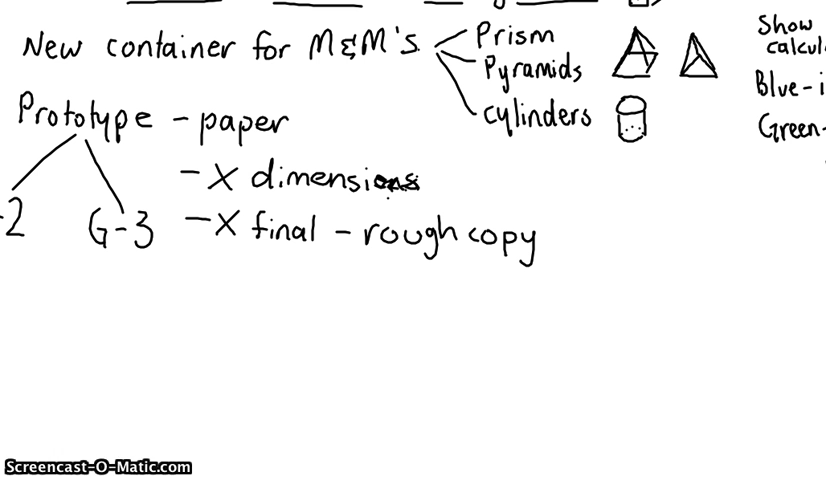 New container for M&M's
Prism
Pyramids
Cylinders
Show
Blue-
Green-
Prototype - paper
- X dimensions
-2
G-3
- X final - rough copy
Screencast-O-Matic.com